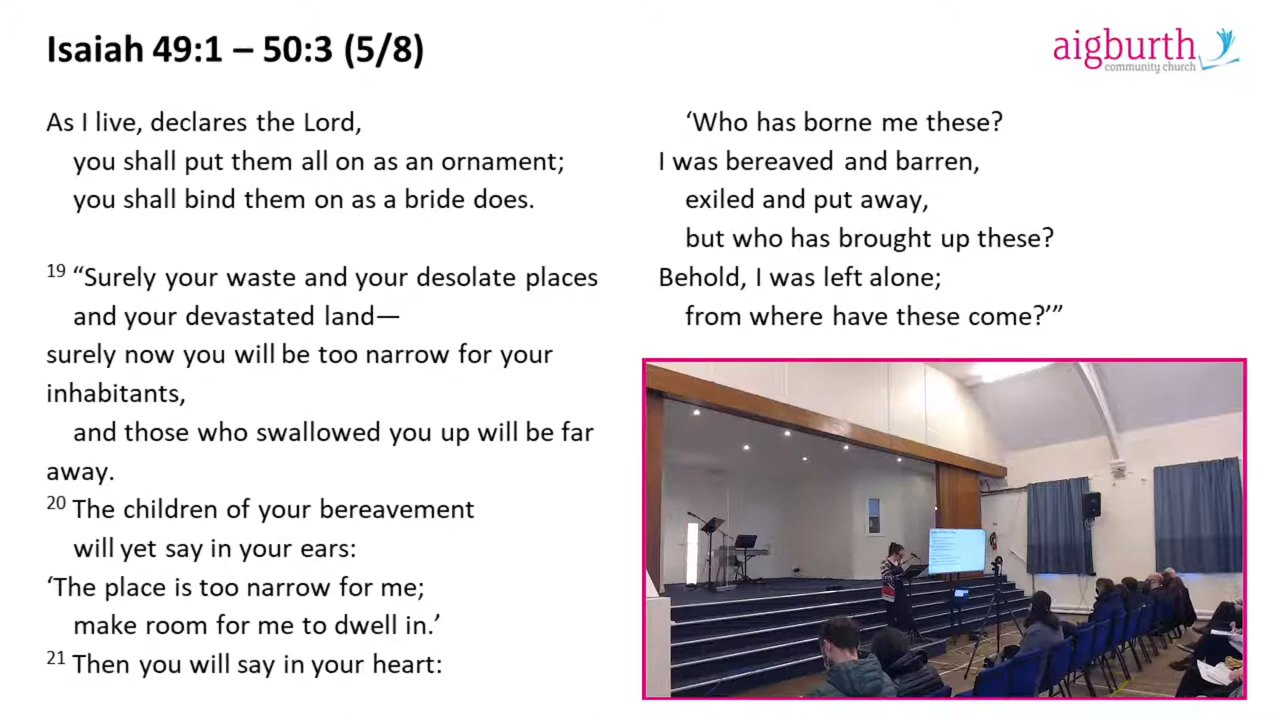 Isaiah 49:1 – 50:3 (5/8)
aigburth
community church
As I live, declares the Lord,
you shall put them all on as an ornament;
you shall bind them on as a bride does.
19 “Surely your waste and your desolate places
and your devastated land—
surely now you will be too narrow for your
inhabitants,
and those who swallowed you up will be far
away.
20 The children of your bereavement
will yet say in your ears:
‘The place is too narrow for me;
make room for me to dwell in.’
21 Then you will say in your heart:
‘Who has borne me these?
I was bereaved and barren,
exiled and put away,
but who has brought up these?
Behold, I was left alone;
from where have these come?’”